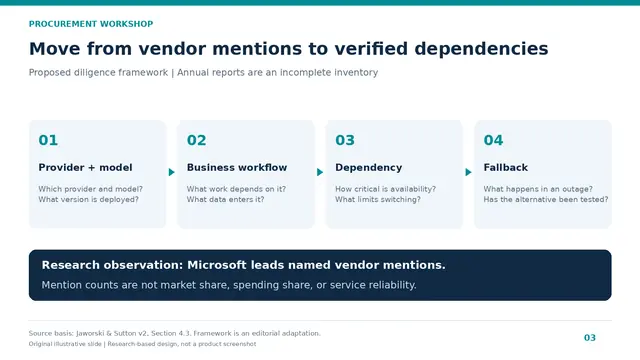 PROCUREMENT WORKSHOP
Move from vendor mentions to verified dependencies
Proposed diligence framework | Annual reports are an incomplete inventory
01
Provider + model
Which provider and model?
What version is deployed?
02
Business workflow
What work depends on it?
What data enters it?
03
Dependency
How critical is availability?
What limits switching?
04
Fallback
What happens in an outage?
Has the alternative been tested?
Research observation: Microsoft leads named vendor mentions.
Mention counts are not market share, spending share, or service reliability.
Source basis: Jaworski & Sutton v2, Section 4.3. Framework is an editorial adaptation.
Original illustrative slide | Research-based design, not a product screenshot
03